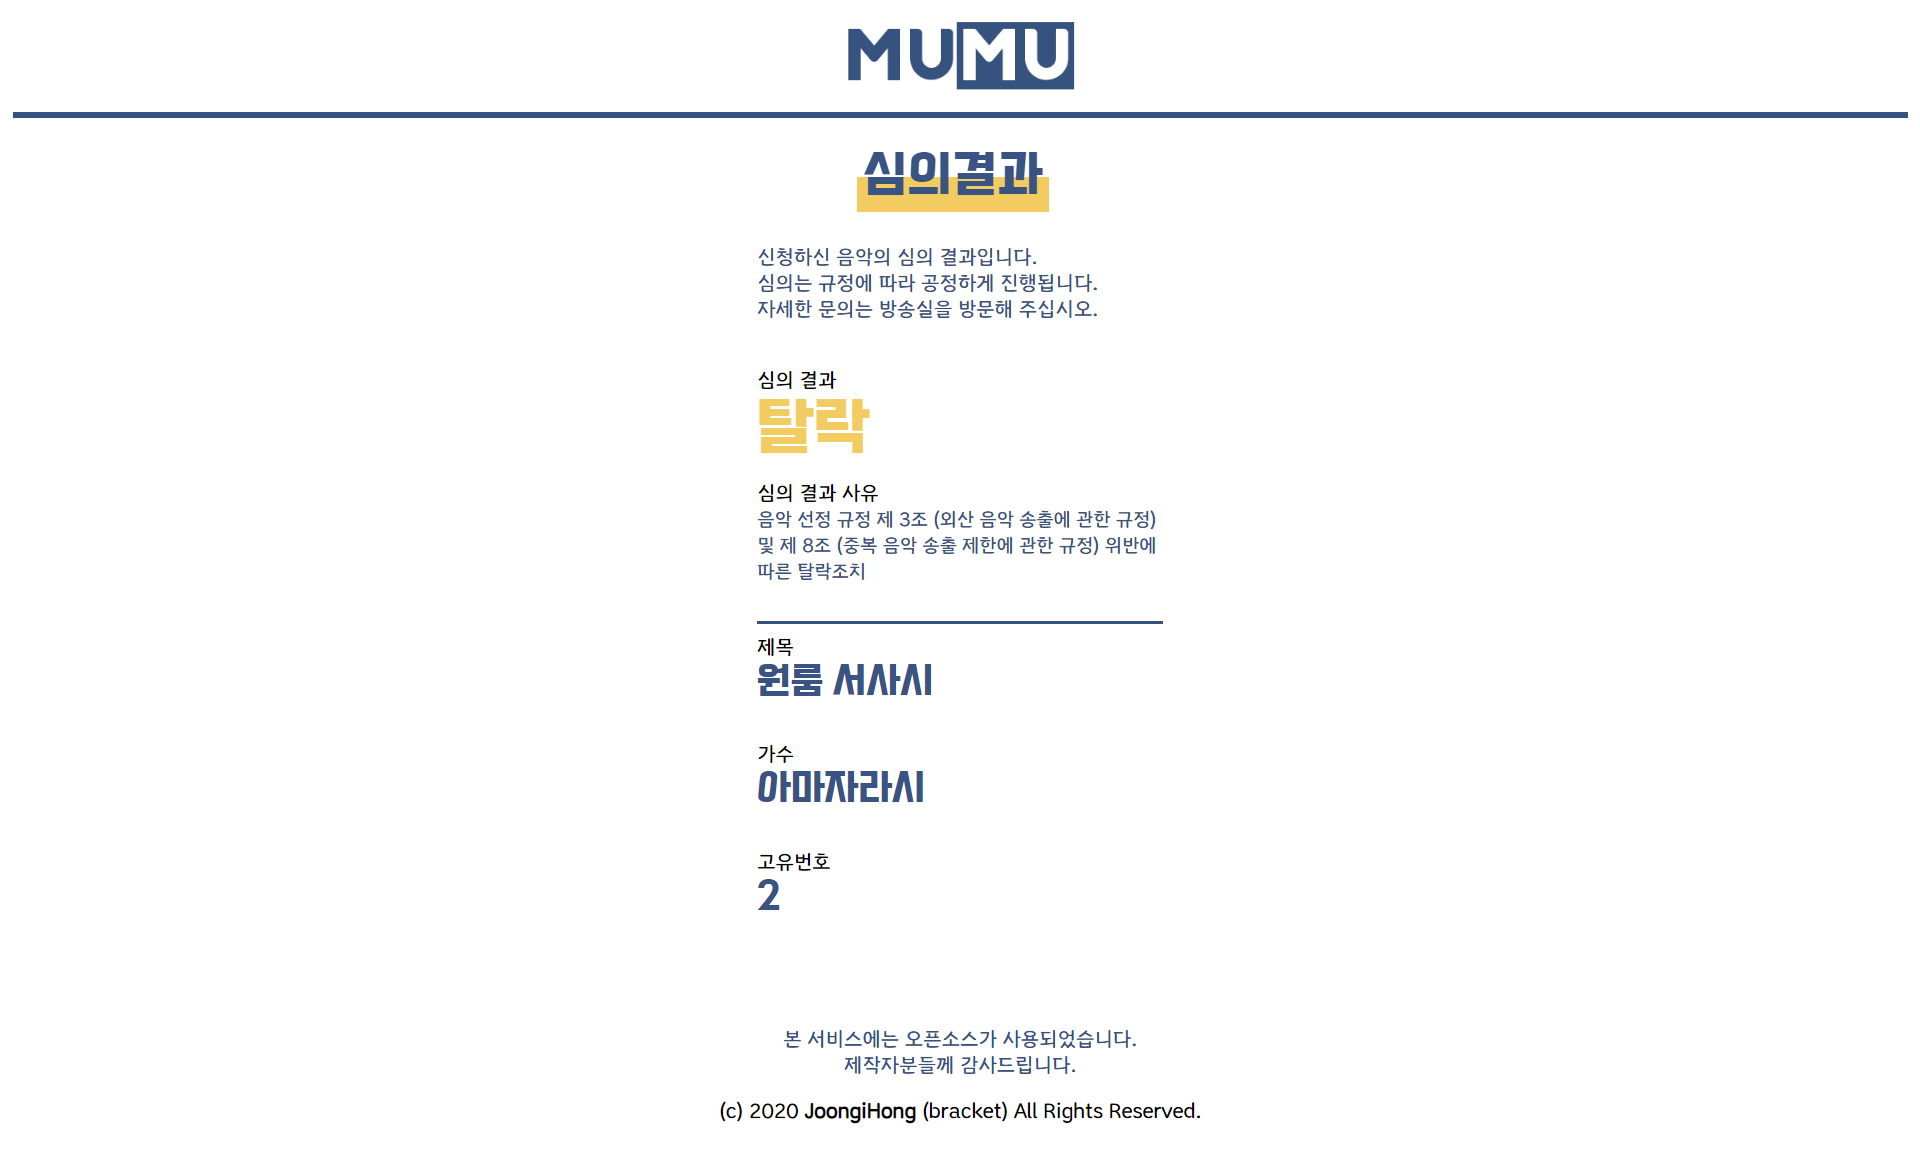 MUMU
심의결과
신청하신 음악의 심의 결과입니다.
심의는 규정에 따라 공정하게 진행됩니다.
자세한 문의는 방송실을 방문해 주십시오.
심의 결과
탈락
심의 결과 사유
음악 선정 규정 제 3조 (외산 음악 송출에 관한 규정)
및 제 8조 (중복 음악 송출 제한에 관한 규정) 위반에
따른 탈락조치
제목
원룸 서사시
가수
아마자라시
고유번호
2
본 서비스에는 오픈소스가 사용되었습니다.
제작자분들께 감사드립니다.
(c) 2020 JoongiHong (bracket) All Rights Reserved.